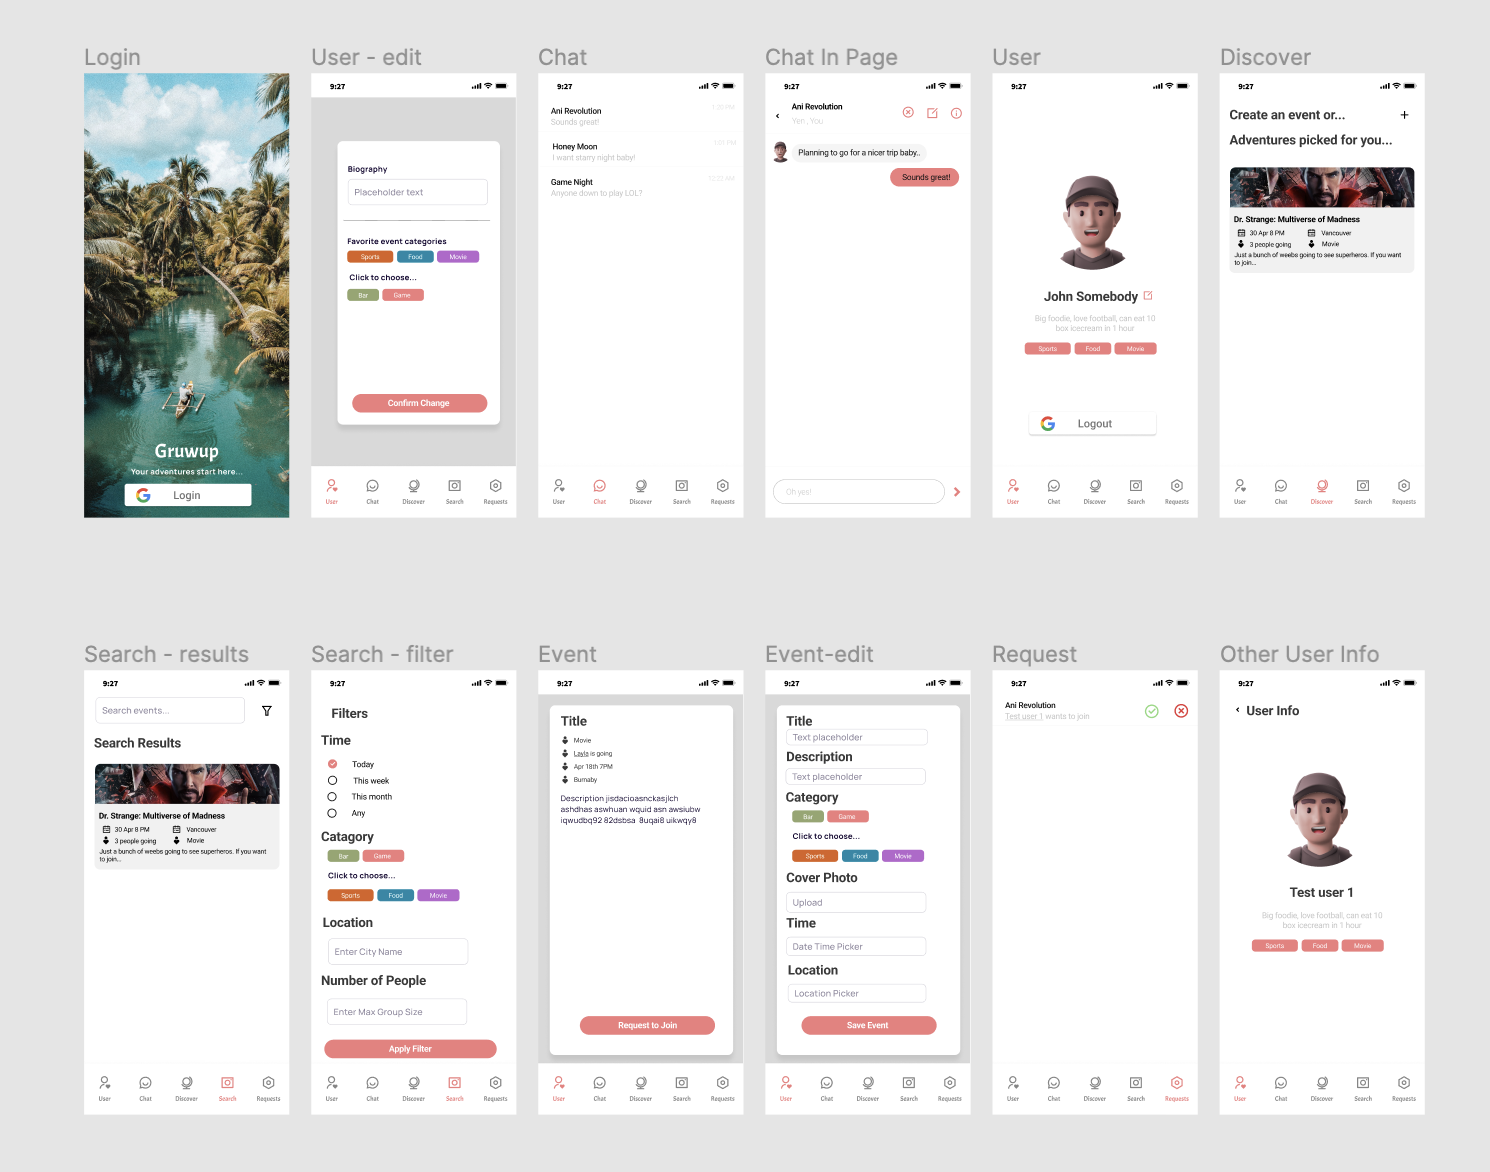 Login
Gruwup
Your adventures start here...
Login
User - edit
9:27
Biography
Placeholder text
Favorite event categories
Sports Food Movie
Click to choose...
Bar Game
Confirm Change
User Chat Discover Search Requests
Chat
9:27
Ani Revolution
Sounds great!
Honey Moon
I want starry night baby!
Game Night
Anyone down to play LOL?
User Chat Discover Search Requests
Chat In Page
9:27
Ani Revolution
Yen , You
Planning to go for a nicer trip baby..
Sounds great!
Oh yes!
User
9:27
John Somebody
Big foodie, love football, can eat 10
box icecream in 1 hour
Sports Food Movie
Logout
User Chat Discover Search Requests
Discover
9:27
Create an event or...
Adventures picked for you...
Dr. Strange: Multiverse of Madness
30 Apr 8 PM Vancouver
3 people going Movie
Just a bunch of weebs going to see superheros. If you want
to join...
User Chat Discover Search Requests
Search - results
9:27
Search events...
Search Results
Dr. Strange: Multiverse of Madness
30 Apr 8 PM Vancouver
3 people going Movie
Just a bunch of weebs going to see superheros. If you want
to join...
User Chat Discover Search Requests
Search - filter
9:27
Filters
Time
Today
This week
This month
Any
Catagory
Bar Game
Click to choose...
Sports Food Movie
Location
Enter City Name
Number of People
Enter Max Group Size
Apply Filter
User Chat Discover Search Requests
Event
9:27
Title
Movie
Layla is going
Apr 18th 7PM
Burnaby
Description jisdacioasnckasjlch
ashdhas aswhuan wquid asn awsiubw
iqwudbq92 82dsbsa 8uqai8 uikwqy8
Request to Join
User Chat Discover Search Requests
Event-edit
9:27
Title
Text placeholder
Description
Text placeholder
Category
Bar Game
Click to choose...
Sports Food Movie
Cover Photo
Upload
Time
Date Time Picker
Location
Location Picker
Save Event
User Chat Discover Search Requests
Request
9:27
Ani Revolution
Test user 1 wants to join
User Chat Discover Search Requests
Other User Info
9:27
User Info
Test user 1
Big foodie, love football, can eat 10
box icecream in 1 hour
Sports Food Movie
User Chat Discover Search Requests